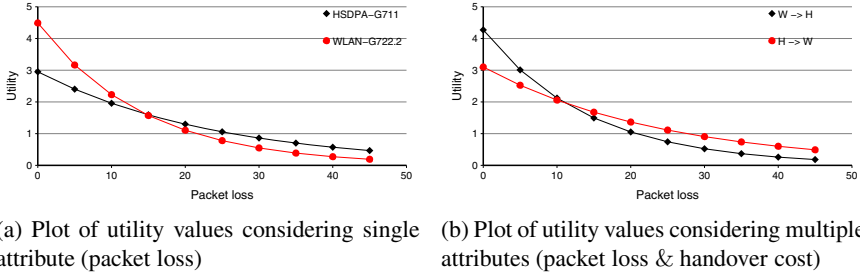 5
4
3
2
1
0
0
10
20
30
40
50
Utility
Packet loss
HSDPA-G711
WLAN-G722.2
5
4
3
2
1
0
0
10
20
30
40
50
Utility
Packet loss
W -> H
H -> W
(a) Plot of utility values considering single
attribute (packet loss)
(b) Plot of utility values considering multiple
attributes (packet loss & handover cost)